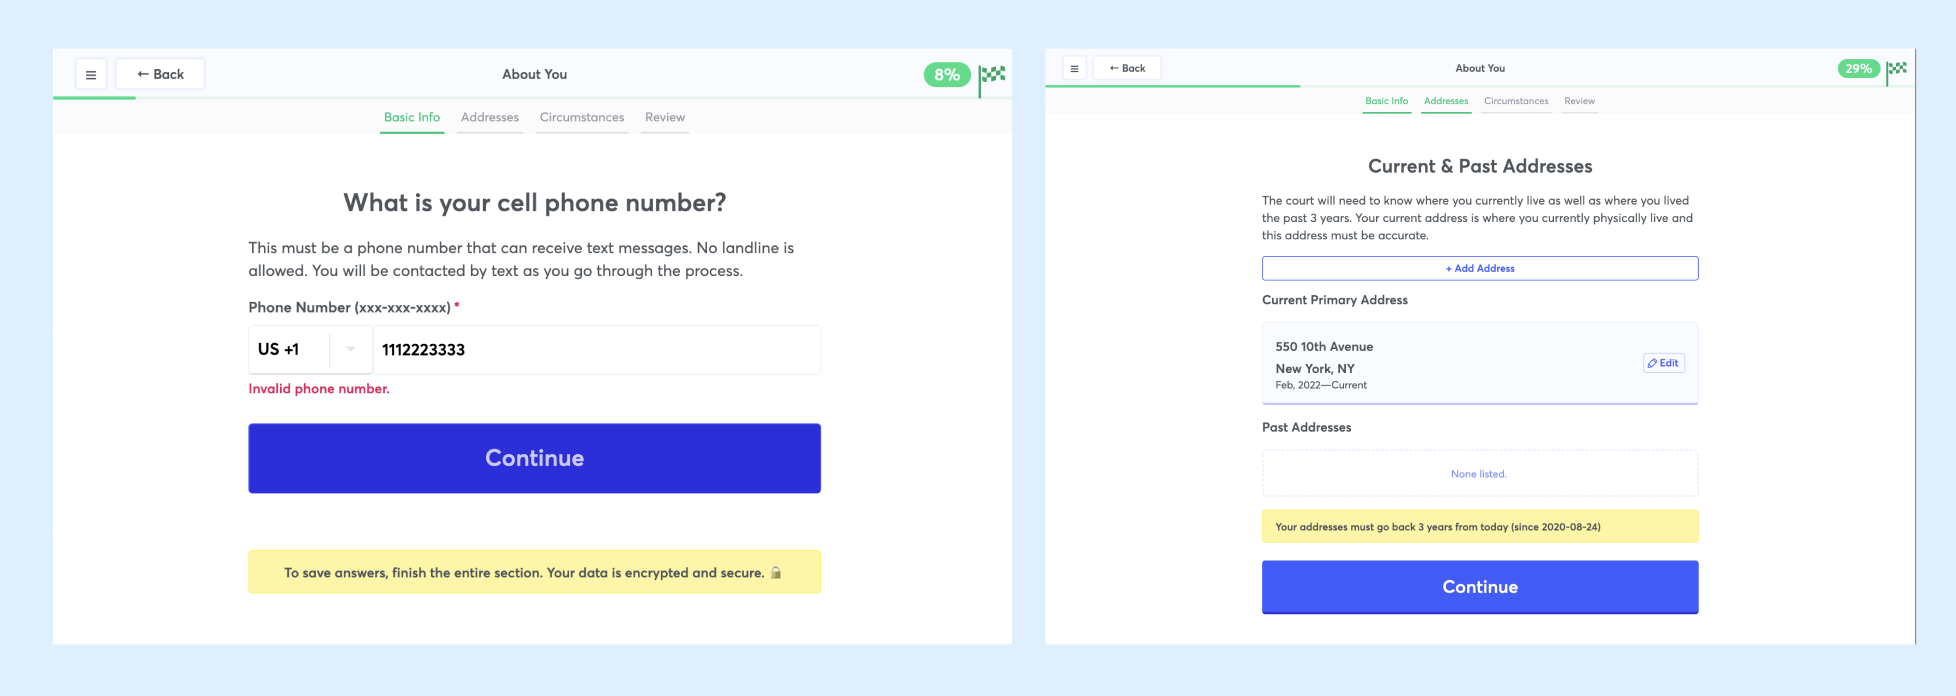 ← Back
About You
8%
Basic Info
Addresses
Circumstances
Review
What is your cell phone number?
This must be a phone number that can receive text messages. No landline is
allowed. You will be contacted by text as you go through the process.
Phone Number (xxx-xxx-xxxx) *
US +1
1112223333
Invalid phone number.
Continue
To save answers, finish the entire section. Your data is encrypted and secure. 🔒
← Back
About You
29%
Basic Info
Addresses
Circumstances
Review
Current & Past Addresses
The court will need to know where you currently live as well as where you lived
the past 3 years. Your current address is where you currently physically live and
this address must be accurate.
+ Add Address
Current Primary Address
550 10th Avenue
New York, NY
Feb, 2022—Current
Edit
Past Addresses
None listed.
Your addresses must go back 3 years from today (since 2020-08-24)
Continue